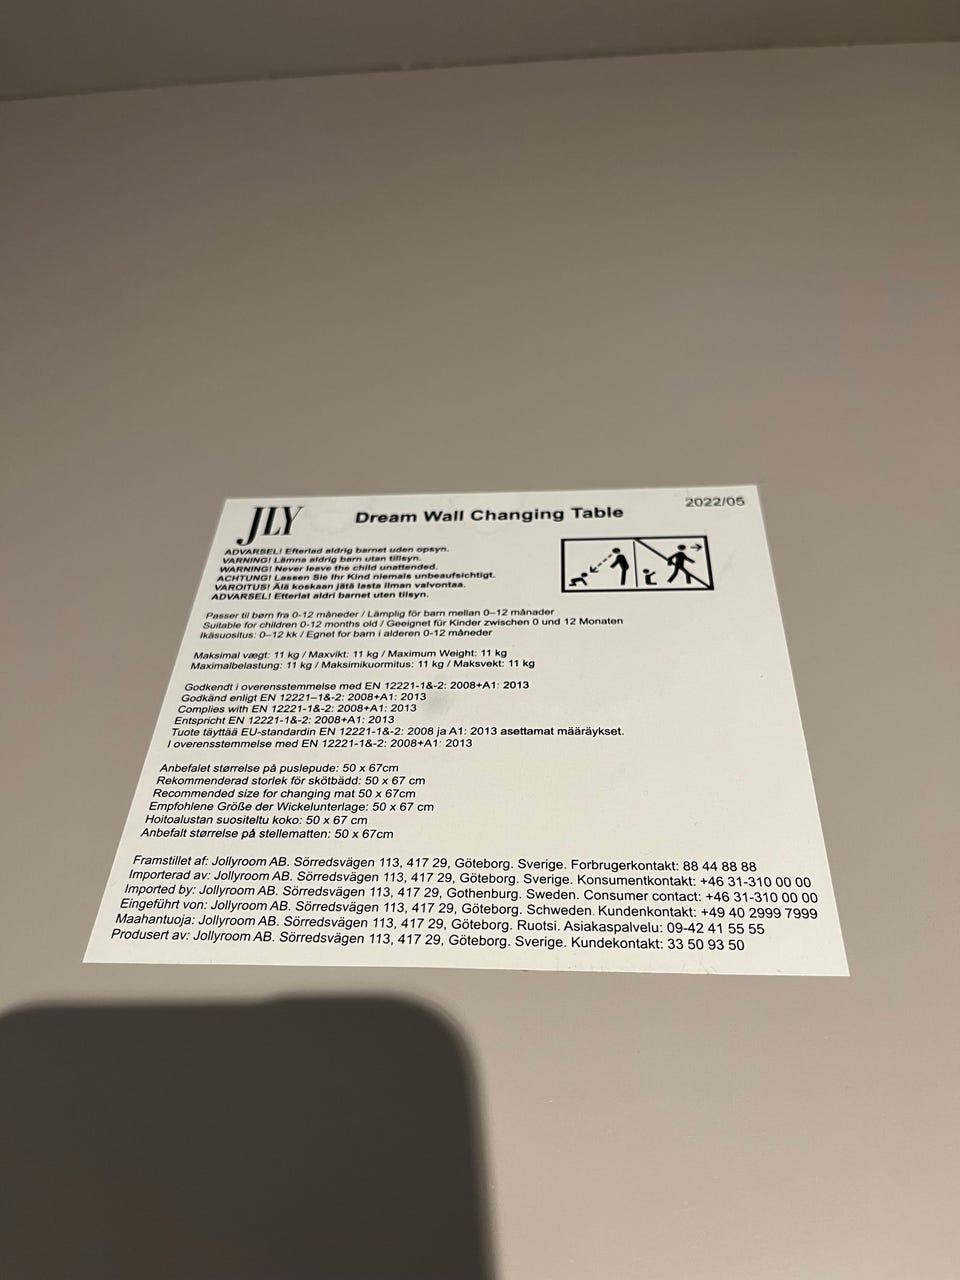 JLY
Dream Wall Changing Table
2022/05
ADVARSEL! Efterlad aldrig barnet uden opsyn.
VARNING! Lämna aldrig barn utan tillsyn.
WARNING! Never leave the child unattended.
ACHTUNG! Lassen Sie Ihr Kind niemals unbeaufsichtigt.
VAROITUS! Älä koskaan jätä lasta ilman valvontaa.
ADVARSEL! Etterlat aldri barnet uten tilsyn.
Passer til børn fra 0-12 måneder / Lämplig för barn mellan 0–12 månader
Suitable for children 0-12 months old / Geeignet für Kinder zwischen 0 und 12 Monaten
Ikäsuositus: 0–12 kk / Egnet for barn i alderen 0-12 måneder
Maksimal vægt: 11 kg / Maxvikt: 11 kg / Maximum Weight: 11 kg
Maximalbelastung: 11 kg / Maksimikuormitus: 11 kg / Maksvekt: 11 kg
Godkendt i overensstemmelse med EN 12221-1&-2: 2008+A1: 2013
Godkänd enligt EN 12221–1&-2: 2008+A1: 2013
Complies with EN 12221-1&-2: 2008+A1: 2013
Entspricht EN 12221-1&-2: 2008+A1: 2013
Tuote täyttää EU-standardin EN 12221-1&-2: 2008 ja A1: 2013 asettamat määräykset.
I overensstemmelse med EN 12221-1&-2: 2008+A1: 2013
Anbefalet størrelse på puslepude: 50 x 67cm
Rekommenderad storlek för skötbädd: 50 x 67 cm
Recommended size for changing mat 50 x 67cm
Empfohlene Größe der Wickelunterlage: 50 x 67 cm
Hoitoalustan suositeltu koko: 50 x 67 cm
Anbefalt størrelse på stellematten: 50 x 67cm
Framstillet af: Jollyroom AB. Sörredsvägen 113, 417 29, Göteborg. Sverige. Forbrugerkontakt: 88 44 88 88
Importerad av: Jollyroom AB. Sörredsvägen 113, 417 29, Göteborg. Sverige. Konsumentkontakt: +46 31-310 00 00
Imported by: Jollyroom AB. Sörredsvägen 113, 417 29, Gothenburg. Sweden. Consumer contact: +46 31-310 00 00
Eingeführt von: Jollyroom AB. Sörredsvägen 113, 417 29, Göteborg. Schweden. Kundenkontakt: +49 40 2999 7999
Maahantuoja: Jollyroom AB. Sörredsvägen 113, 417 29, Göteborg. Ruotsi. Asiakaspalvelu: 09-42 41 55 55
Produsert av: Jollyroom AB. Sörredsvägen 113, 417 29, Göteborg. Sverige. Kundekontakt: 33 50 93 50